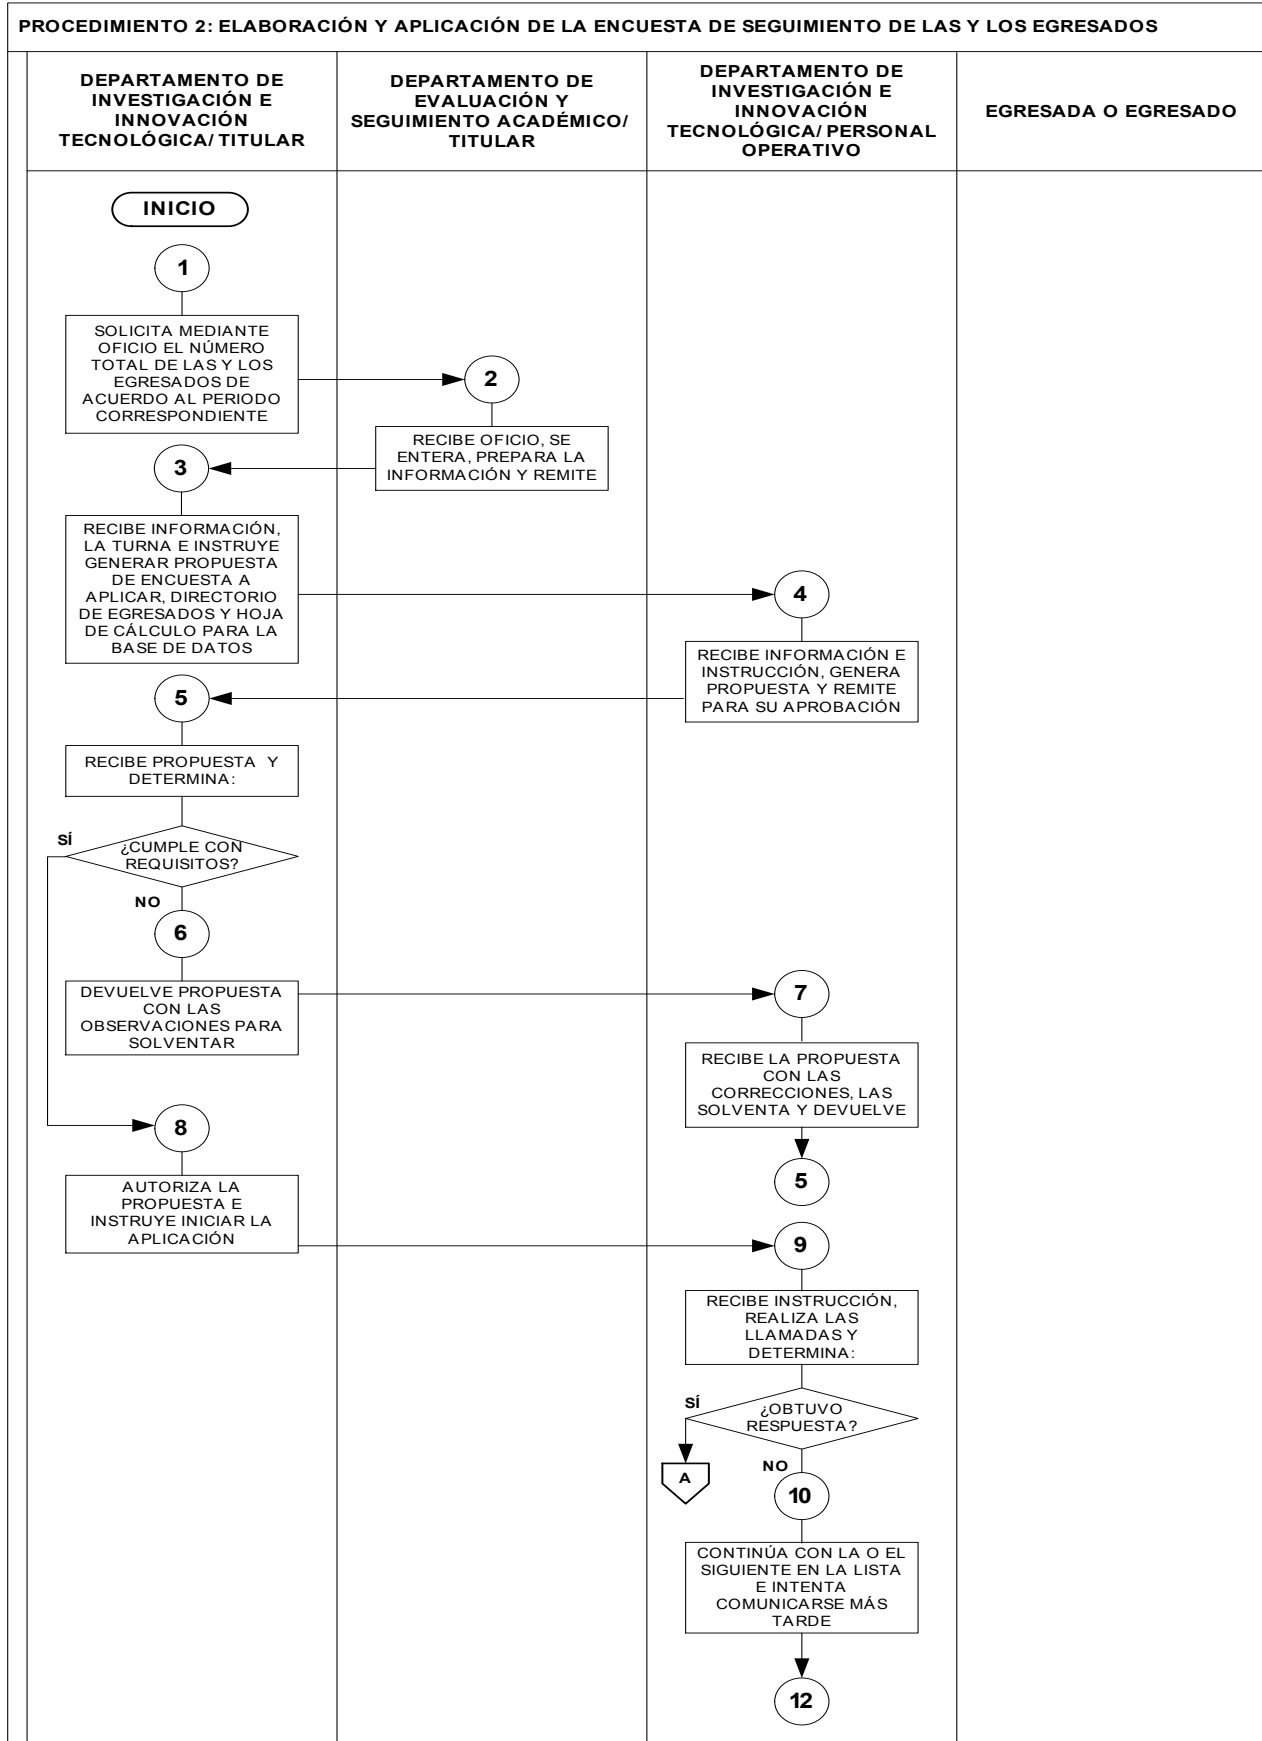 PROCEDIMIENTO 2: ELABORACIÓN Y APLICACIÓN DE LA ENCUESTA DE SEGUIMIENTO DE LAS Y LOS EGRESADOS
DEPARTAMENTO DE
INVESTIGACIÓN E
INNOVACIÓN
TECNOLÓGICA/ TITULAR
DEPARTAMENTO DE
EVALUACIÓN Y
SEGUIMIENTO ACADÉMICO/
TITULAR
DEPARTAMENTO DE
INVESTIGACIÓN E
INNOVACIÓN
TECNOLÓGICA/ PERSONAL
OPERATIVO
EGRESADA O EGRESADO
INICIO
1
SOLICITA MEDIANTE
OFICIO EL NÚMERO
TOTAL DE LAS Y LOS
EGRESADOS DE
ACUERDO AL PERIODO
CORRESPONDIENTE
2
RECIBE OFICIO, SE
ENTERA, PREPARA LA
INFORMACIÓN Y REMITE
3
RECIBE INFORMACIÓN,
LA TURNA E INSTRUYE
GENERAR PROPUESTA
DE ENCUESTA A
APLICAR, DIRECTORIO
DE EGRESADOS Y HOJA
DE CÁLCULO PARA LA
BASE DE DATOS
4
RECIBE INFORMACIÓN E
INSTRUCCIÓN, GENERA
PROPUESTA Y REMITE
PARA SU APROBACIÓN
5
RECIBE PROPUESTA Y
DETERMINA:
SÍ
¿CUMPLE CON
REQUISITOS?
NO
6
DEVUELVE PROPUESTA
CON LAS
OBSERVACIONES PARA
SOLVENTAR
7
RECIBE LA PROPUESTA
CON LAS
CORRECCIONES, LAS
SOLVENTA Y DEVUELVE
5
8
AUTORIZA LA
PROPUESTA E
INSTRUYE INICIAR LA
APLICACIÓN
9
RECIBE INSTRUCCIÓN,
REALIZA LAS
LLAMADAS Y
DETERMINA:
SÍ
¿OBTUVO
RESPUESTA?
A
NO
10
CONTINÚA CON LA O EL
SIGUIENTE EN LA LISTA
E INTENTA
COMUNICARSE MÁS
TARDE
12